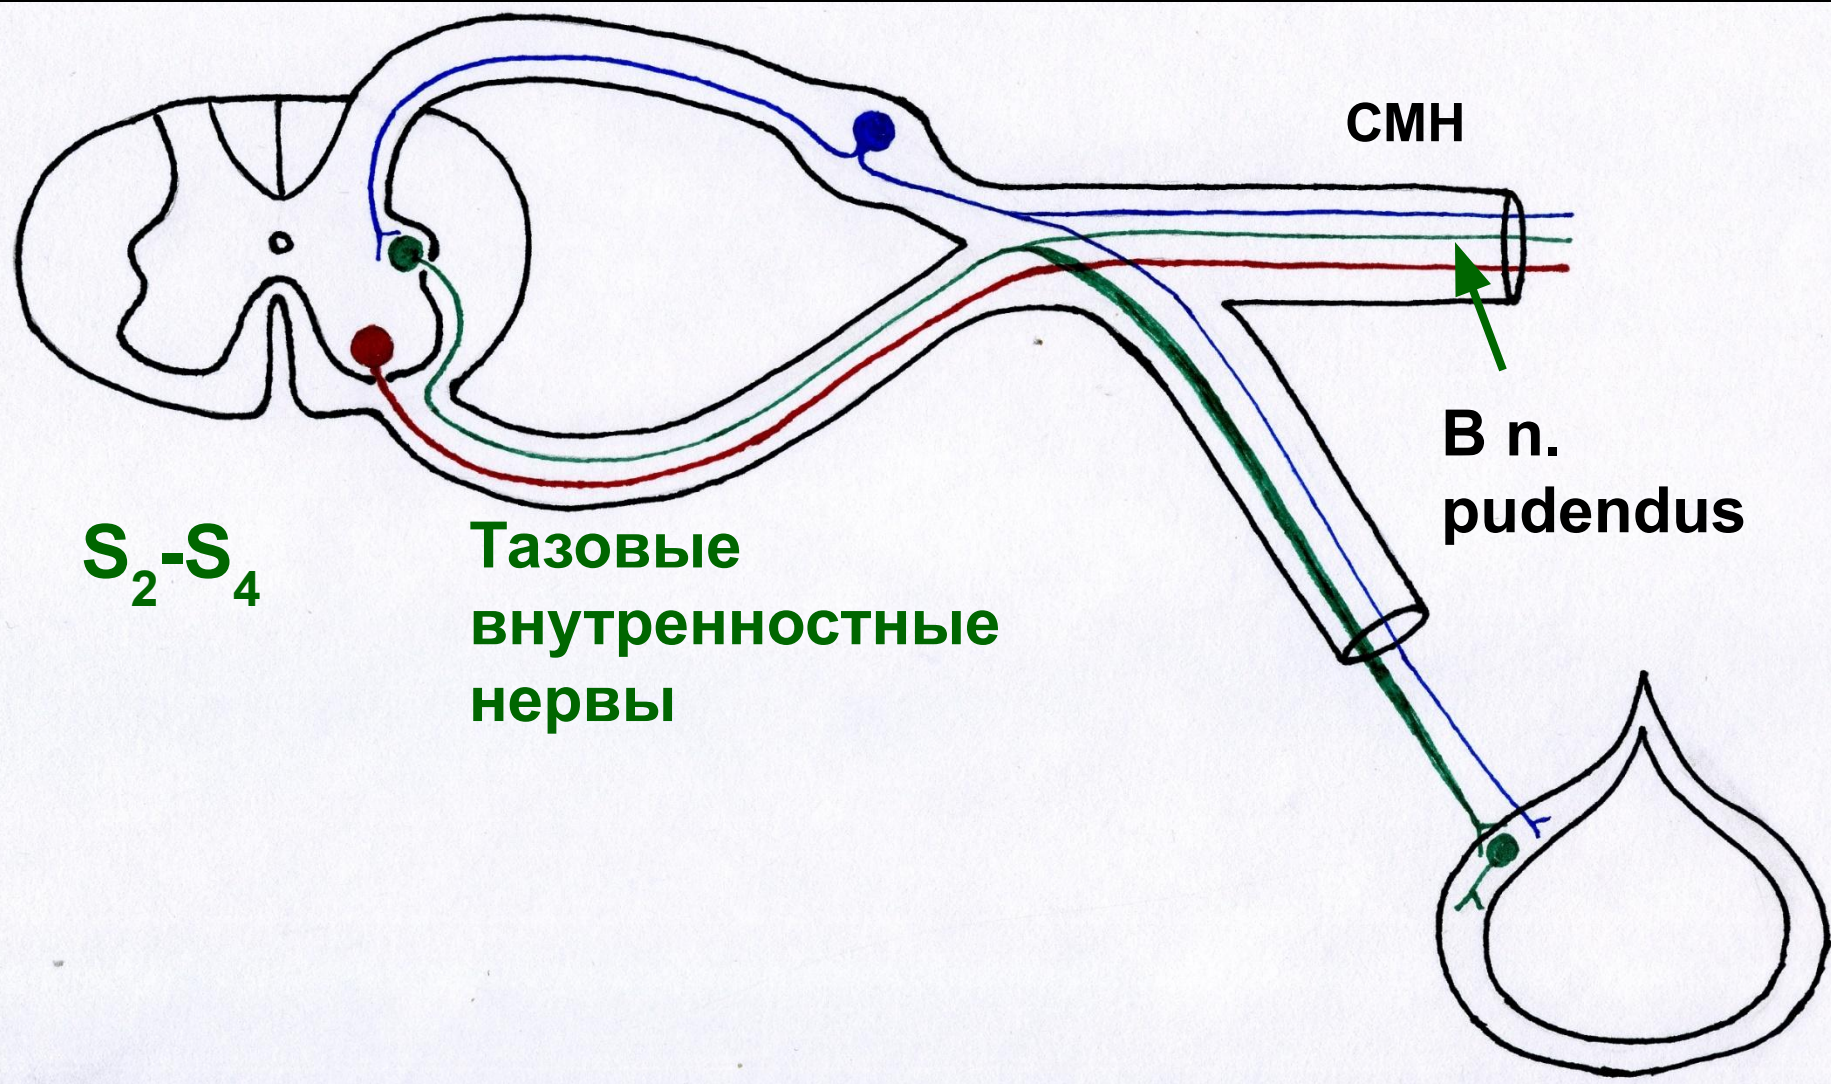 СМН
В n.
pudendus
S2-S4
Тазовые
внутренностные
нервы